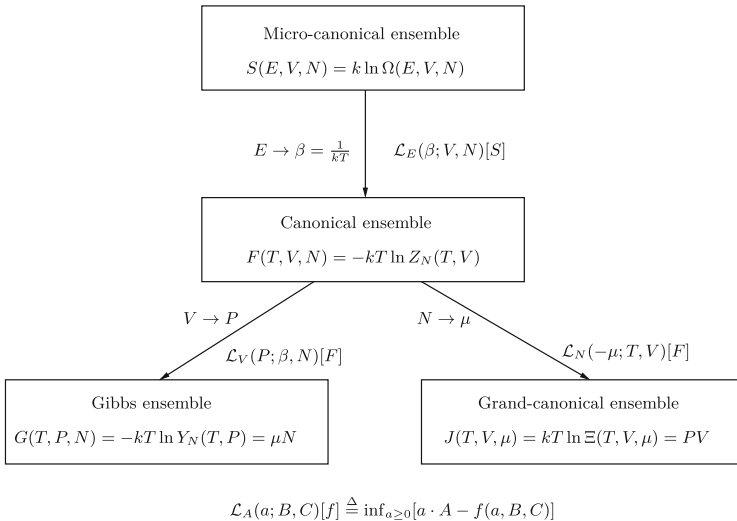 Micro-canonical ensemble
S(E, V, N) = k ln Ω(E, V, N)
E → β = 1/kT
ℒ_E(β; V, N)[S]
Canonical ensemble
F(T, V, N) = −kT ln Z_N(T, V)
V → P
N → μ
ℒ_V(P; β, N)[F]
ℒ_N(−μ; T, V)[F]
Gibbs ensemble
G(T, P, N) = −kT ln Y_N(T, P) = μN
Grand-canonical ensemble
J(T, V, μ) = kT ln Ξ(T, V, μ) = PV
ℒ_A(a; B, C)[f] ≜ inf_{a≥0}[a · A − f(a, B, C)]